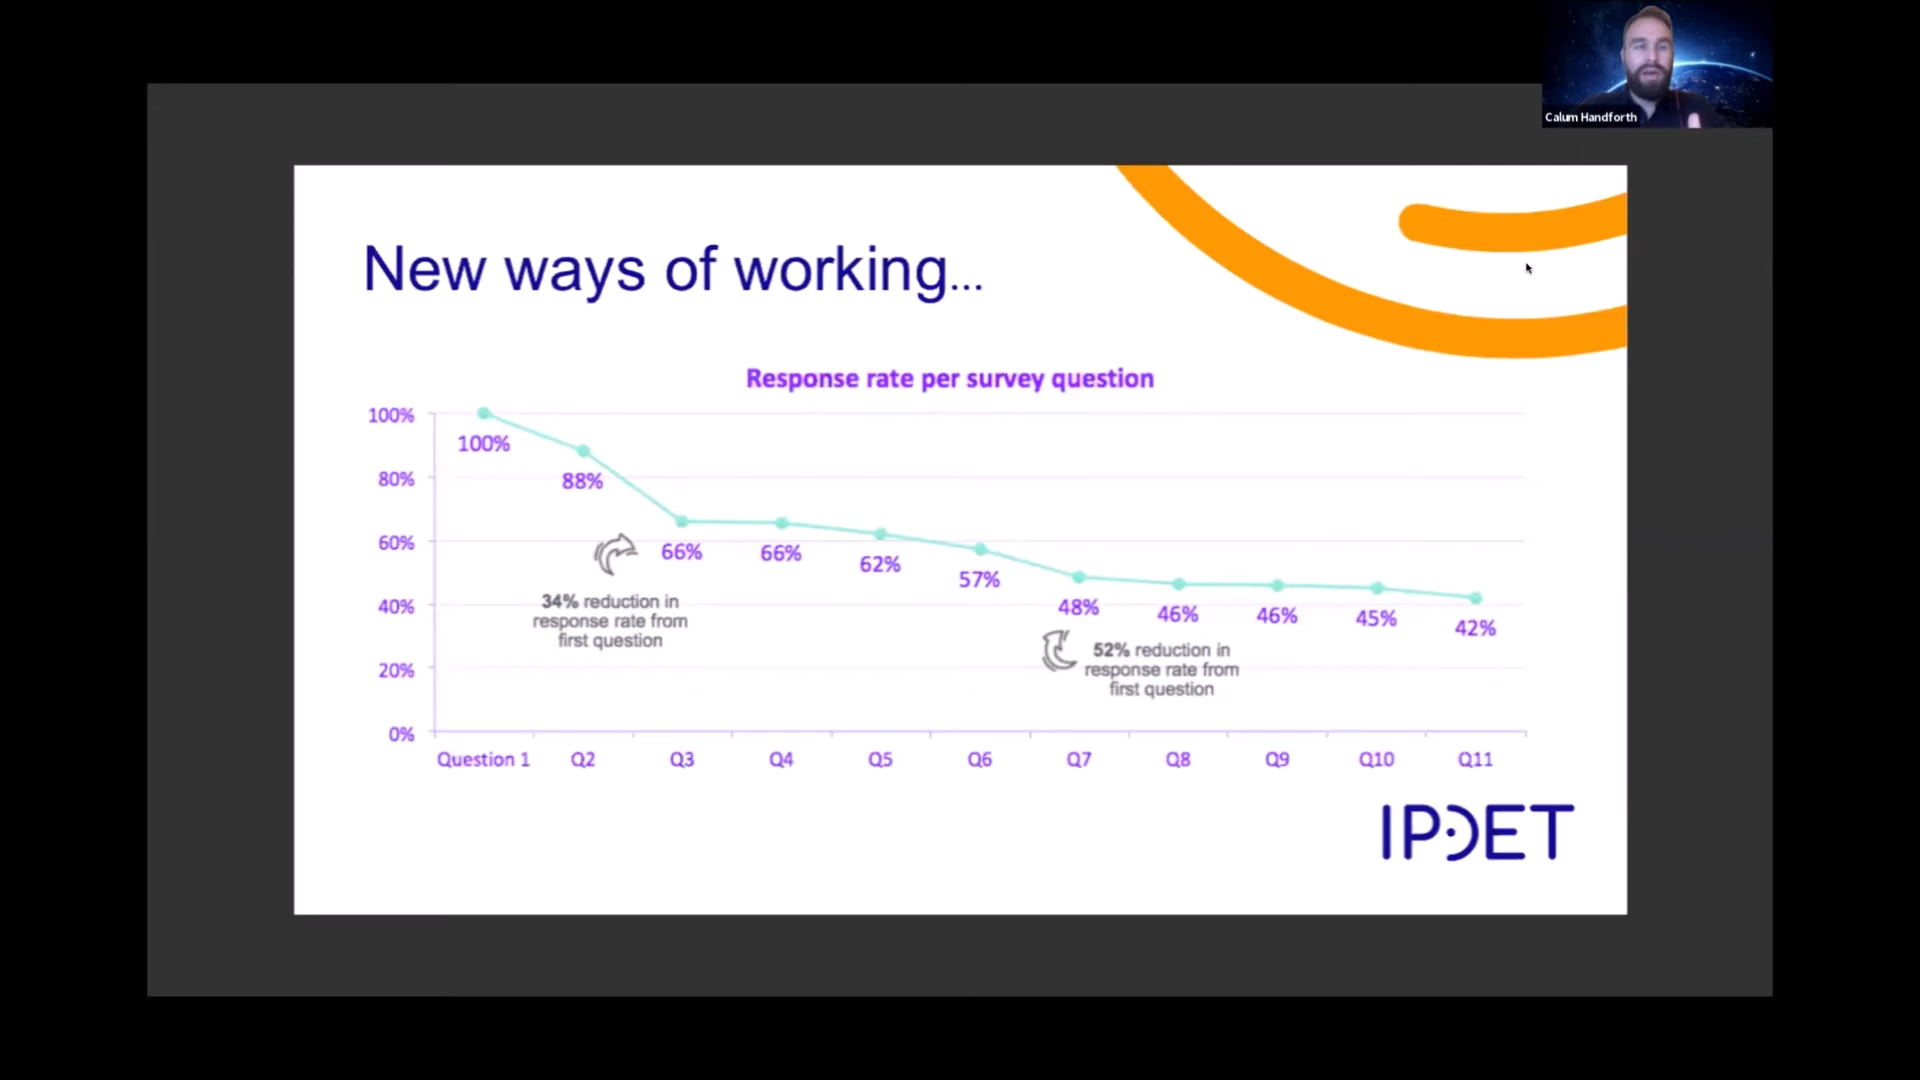 Calum Handforth
New ways of working...
Response rate per survey question
100%
80%
60%
40%
20%
0%
100%
88%
66%
66%
62%
57%
48%
46%
46%
45%
42%
34% reduction in
response rate from
first question
52% reduction in
response rate from
first question
Question 1 Q2 Q3 Q4 Q5 Q6 Q7 Q8 Q9 Q10 Q11
IPDET